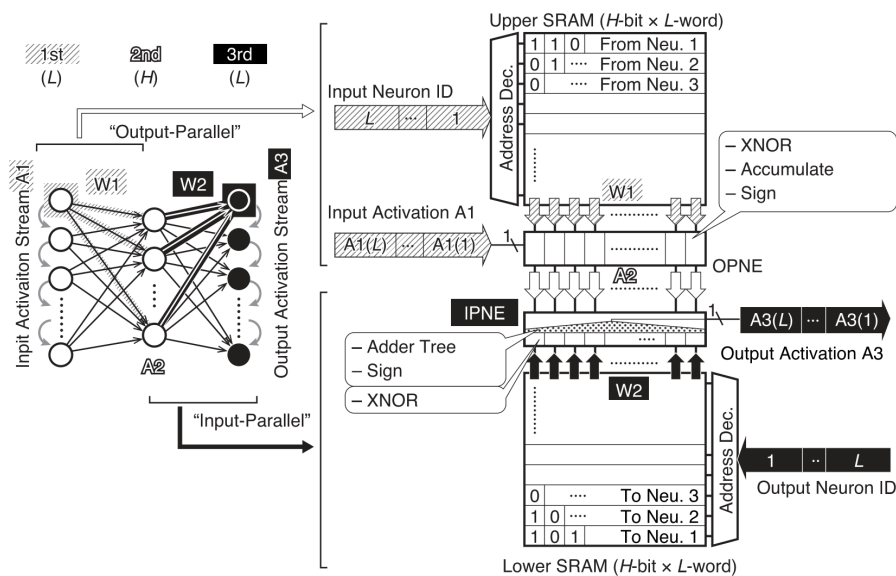 1st
(L)
2nd
(H)
3rd
(L)
"Output-Parallel"
Inpit Activaiton Stream A1
W1
W2
Output Activation Stream A3
A2
"Input-Parallel"
Upper SRAM (H-bit × L-word)
Address Dec.
1 1 0 From Neu. 1
0 1 ···· From Neu. 2
0 ···· From Neu. 3
Input Neuron ID
L ··· 1
W1
– XNOR
– Accumulate
– Sign
Input Activation A1
A1(L) ··· A1(1)
1
OPNE
A2
IPNE
1
A3(L) ··· A3(1)
Output Activation A3
– Adder Tree
– Sign
– XNOR
W2
Address Dec.
1 ·· L
Output Neuron ID
0 ···· To Neu. 3
1 0 ···· To Neu. 2
1 0 1 To Neu. 1
Lower SRAM (H-bit × L-word)